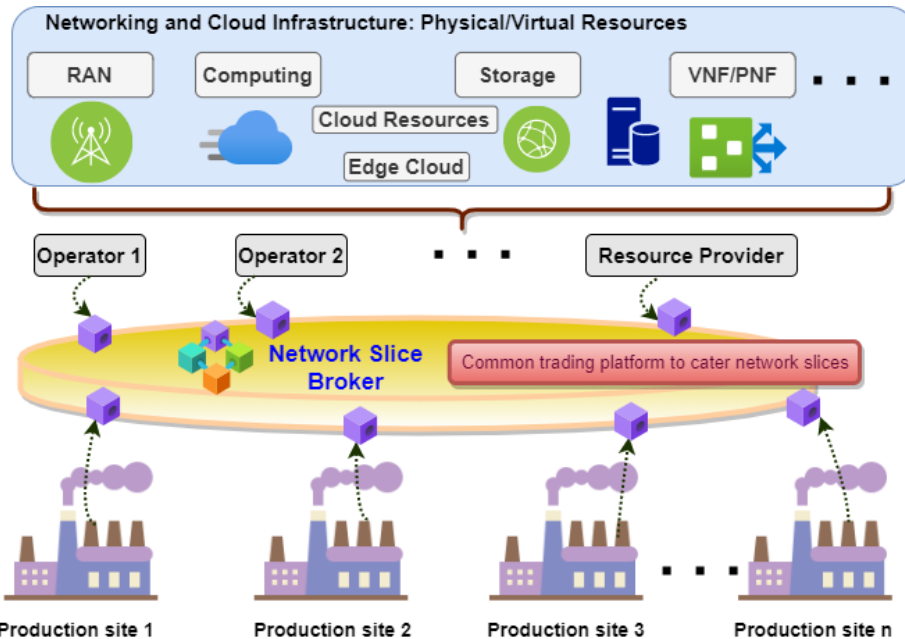 Networking and Cloud Infrastructure: Physical/Virtual Resources
RAN
Computing
Storage
VNF/PNF
Cloud Resources
Edge Cloud
Operator 1
Operator 2
Resource Provider
Network Slice
Broker
Common trading platform to cater network slices
Production site 1
Production site 2
Production site 3
Production site n